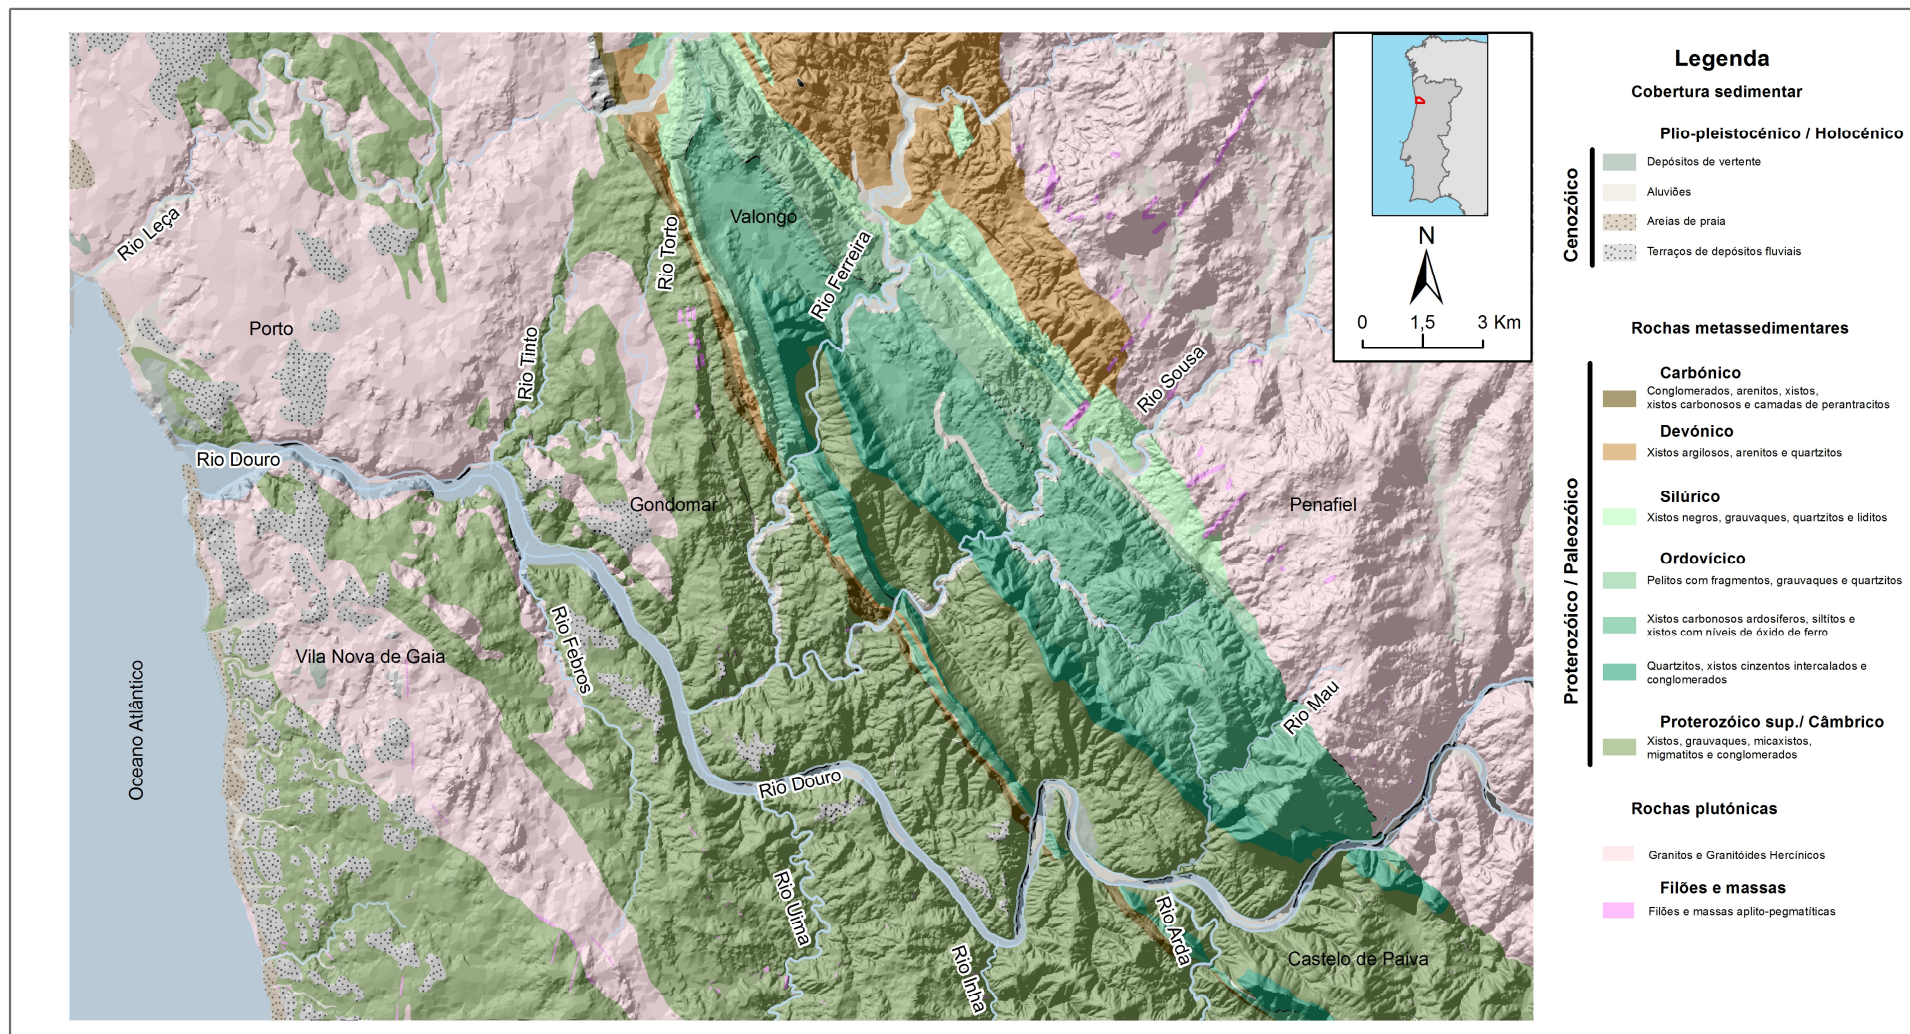 Rio Leça
Porto
Rio Tinto
Rio Torto
Valongo
Rio Ferreira
Rio Sousa
Rio Douro
Gondomar
Penafiel
Rio Febros
Vila Nova de Gaia
Oceano Atlântico
Rio Mau
Rio Douro
Rio Uima
Rio Inha
Rio Arda
Castelo de Paiva
N
0 1,5 3 Km
Legenda
Cobertura sedimentar
Plio-pleistocénico / Holocénico
Cenozóico
Depósitos de vertente
Aluviões
Areias de praia
Terraços de depósitos fluviais
Rochas metassedimentares
Proterozóico / Paleozóico
Carbónico
Conglomerados, arenitos, xistos,
xistos carbonosos e camadas de perantracitos
Devónico
Xistos argilosos, arenitos e quartzitos
Silúrico
Xistos negros, grauvaques, quartzitos e liditos
Ordovícico
Pelitos com fragmentos, grauvaques e quartzitos
Xistos carbonosos ardosíferos, siltitos e
xistos com níveis de óxido de ferro
Quartzitos, xistos cinzentos intercalados e
conglomerados
Proterozóico sup./ Câmbrico
Xistos, grauvaques, micaxistos,
migmatitos e conglomerados
Rochas plutónicas
Granitos e Granitóides Hercínicos
Filões e massas
Filões e massas aplito-pegmatíticas